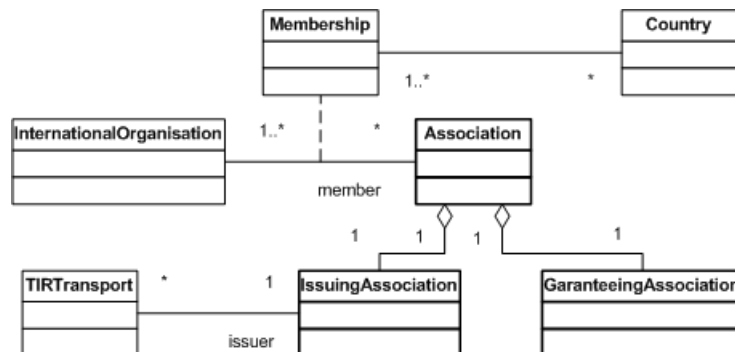 Membership
Country
1..*
*
InternationalOrganisation
1..*
*
Association
member
1
1
1
1
TIRTransport
*
1
IssuingAssociation
GaranteeingAssociation
issuer